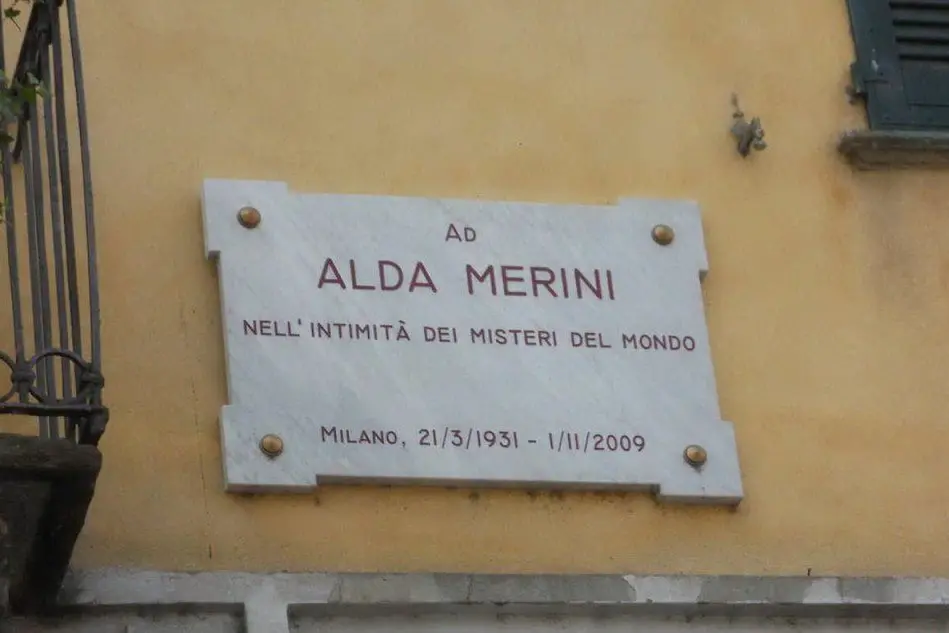 AD
ALDA MERINI
NELL'INTIMITÀ DEI MISTERI DEL MONDO
MILANO, 21/3/1931 - 1/11/2009